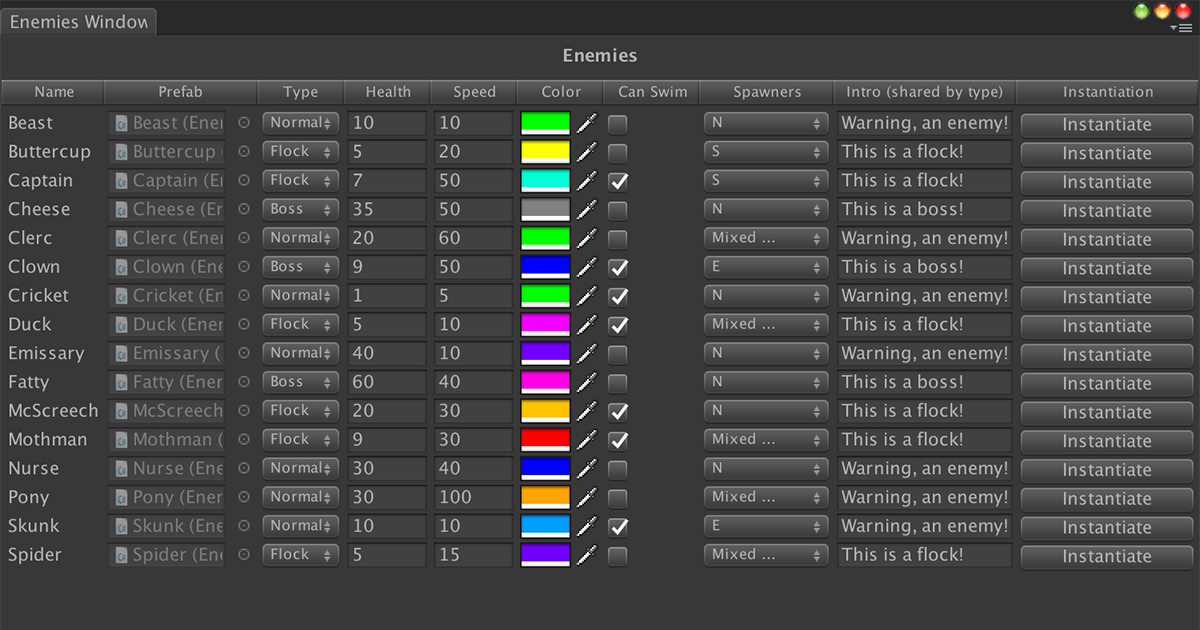 Enemies Window
Enemies
Name Prefab Type Health Speed Color Can Swim Spawners Intro (shared by type) Instantiation
Beast Beast (Ener Normal 10 10 N Warning, an enemy! Instantiate
Buttercup Buttercup Flock 5 20 S This is a flock! Instantiate
Captain Captain (Er Flock 7 50 S This is a flock! Instantiate
Cheese Cheese (Er Boss 35 50 N This is a boss! Instantiate
Clerc Clerc (Ener Normal 20 60 Mixed ... Warning, an enemy! Instantiate
Clown Clown (Ene Boss 9 50 E This is a boss! Instantiate
Cricket Cricket (En Normal 1 5 N Warning, an enemy! Instantiate
Duck Duck (Ener Flock 5 10 Mixed ... This is a flock! Instantiate
Emissary Emissary ( Normal 40 10 N Warning, an enemy! Instantiate
Fatty Fatty (Ener Boss 60 40 N This is a boss! Instantiate
McScreech McScreech Flock 20 30 N This is a flock! Instantiate
Mothman Mothman ( Flock 9 30 Mixed ... This is a flock! Instantiate
Nurse Nurse (Ene Normal 30 40 N Warning, an enemy! Instantiate
Pony Pony (Ener Normal 30 100 Mixed ... Warning, an enemy! Instantiate
Skunk Skunk (Ene Normal 10 10 E Warning, an enemy! Instantiate
Spider Spider (Ene Flock 5 15 Mixed ... This is a flock! Instantiate